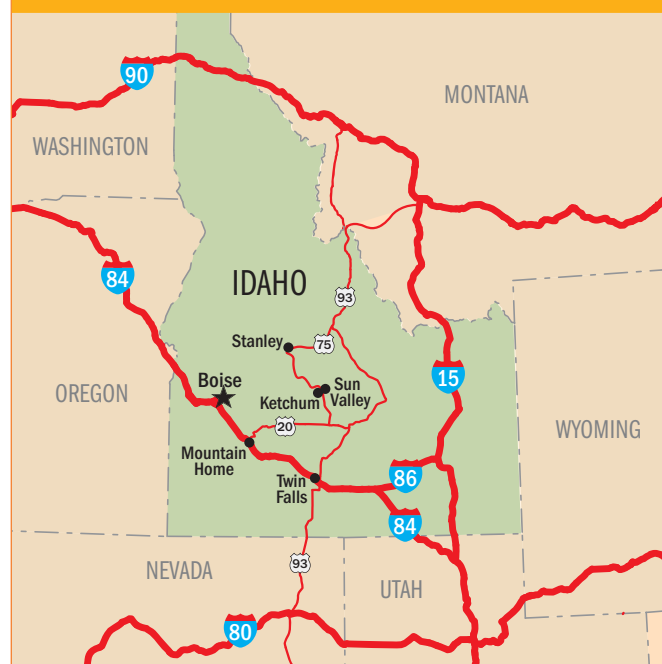 90
MONTANA
WASHINGTON
84
IDAHO
93
Stanley
75
15
Boise
Sun
Valley
Ketchum
OREGON
20
WYOMING
Mountain
Home
Twin
Falls
86
84
93
NEVADA
UTAH
80